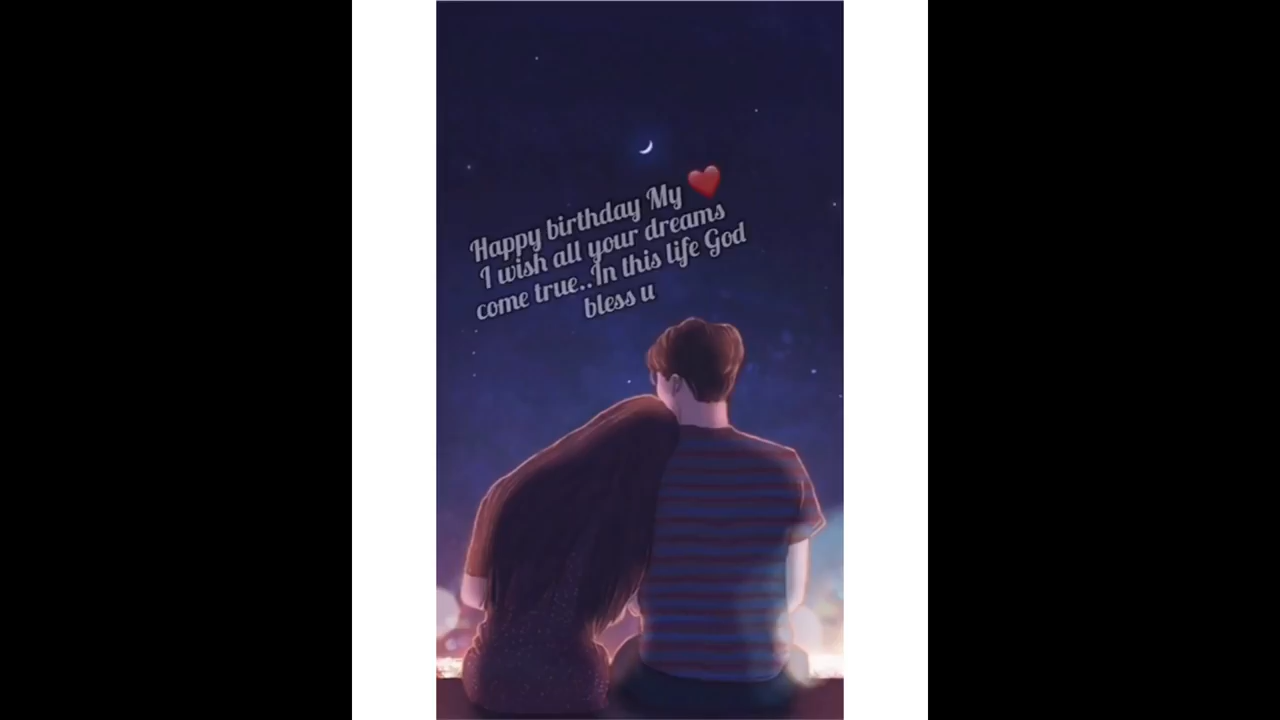 Happy birthday My ❤️
I wish all your dreams
come true..In this life God
bless u